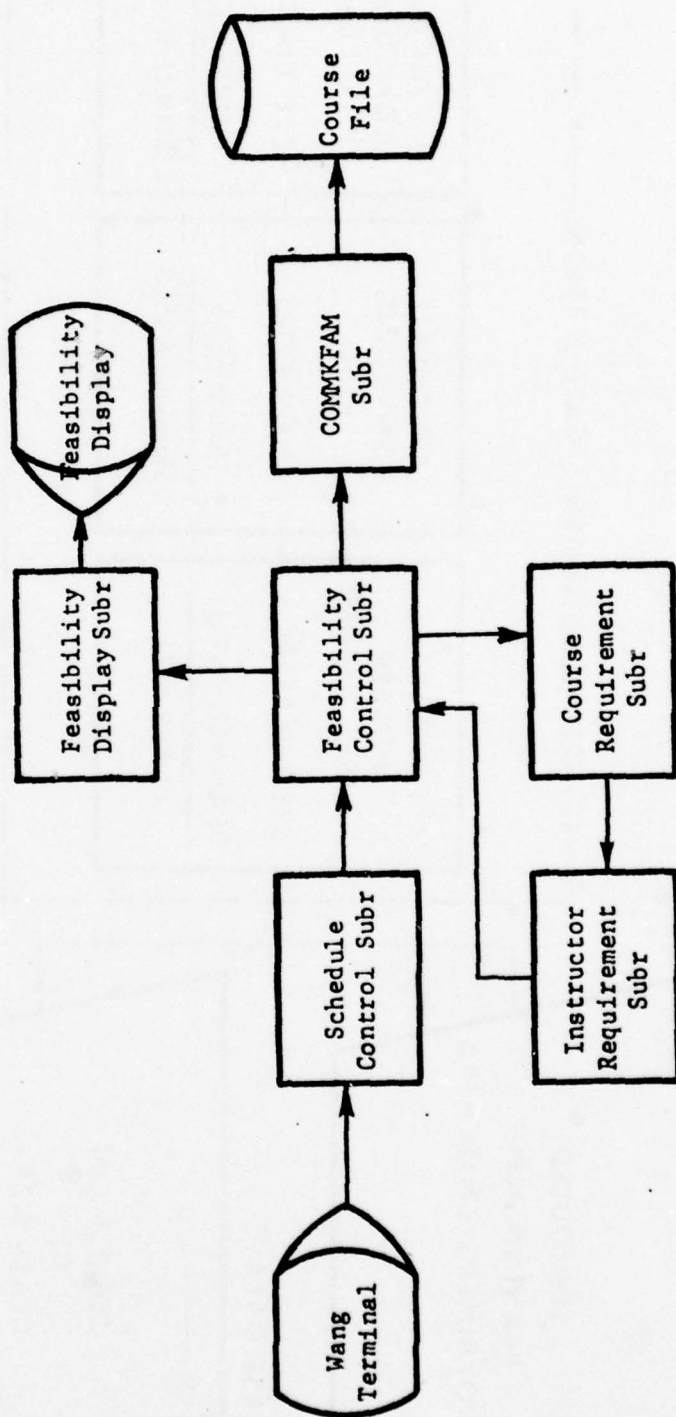 Feasibility
Display Subr
Feasibility
Display
Wang
Terminal
Schedule
Control Subr
Feasibility
Control Subr
COMMKFAM
Subr
Course
File
Instructor
Requirement
Subr
Course
Requirement
Subr